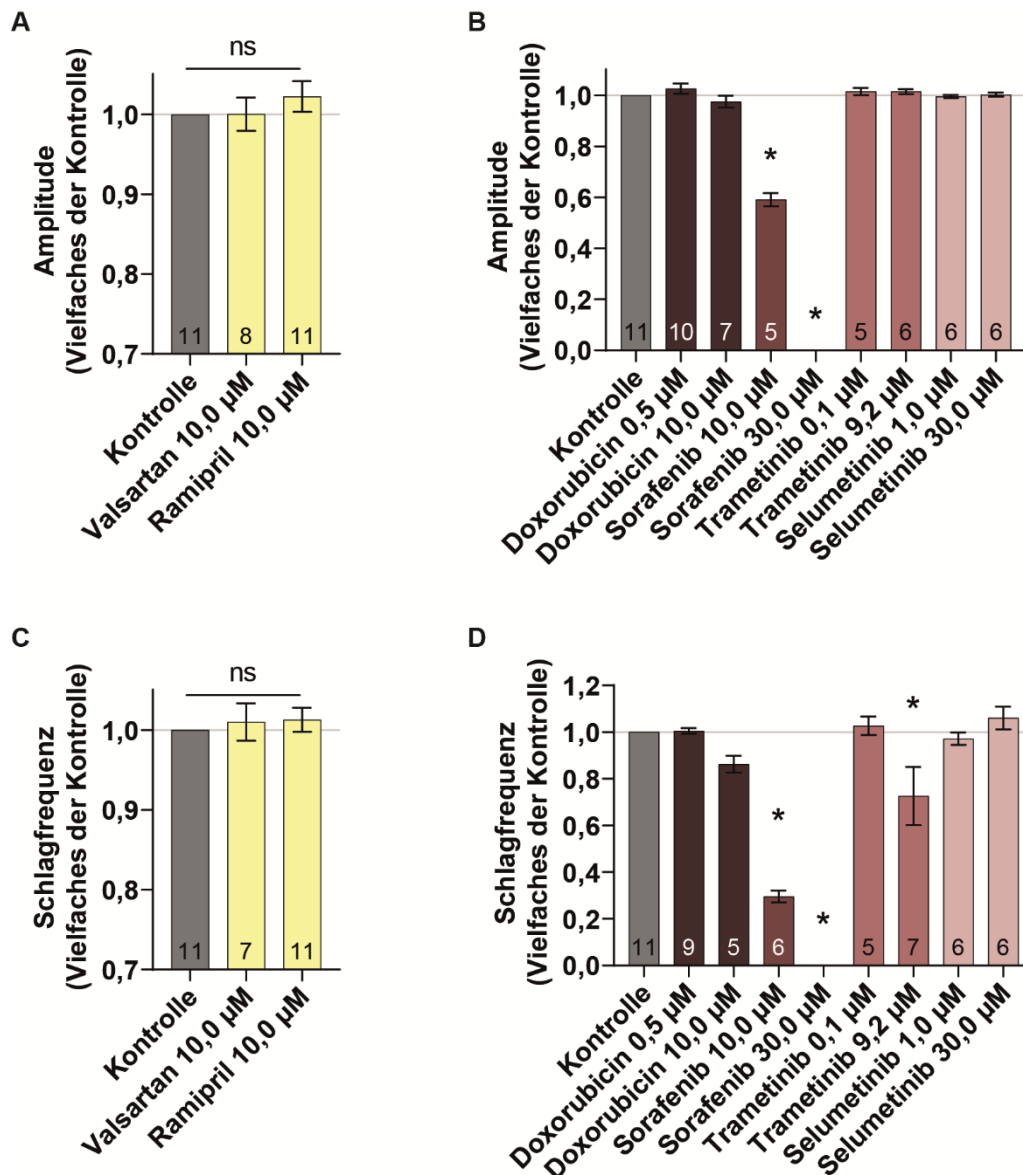 A
ns
Amplitude
(Vielfaches der Kontrolle)
1,0
0,9
0,8
0,7
11
8
11
Kontrolle
Valsartan 10,0 µM
Ramipril 10,0 µM
B
Amplitude
(Vielfaches der Kontrolle)
1,0
0,8
0,6
0,4
0,2
0,0
*
*
11
10
7
5
5
6
6
6
Kontrolle
Doxorubicin 0,5 µM
Doxorubicin 10,0 µM
Sorafenib 10,0 µM
Sorafenib 30,0 µM
Trametinib 0,1 µM
Trametinib 9,2 µM
Selumetinib 1,0 µM
Selumetinib 30,0 µM
C
ns
Schlagfrequenz
(Vielfaches der Kontrolle)
1,0
0,9
0,8
0,7
11
7
11
Kontrolle
Valsartan 10,0 µM
Ramipril 10,0 µM
D
Schlagfrequenz
(Vielfaches der Kontrolle)
1,2
1,0
0,8
0,6
0,4
0,2
0,0
*
*
*
11
9
5
6
5
7
6
6
Kontrolle
Doxorubicin 0,5 µM
Doxorubicin 10,0 µM
Sorafenib 10,0 µM
Sorafenib 30,0 µM
Trametinib 0,1 µM
Trametinib 9,2 µM
Selumetinib 1,0 µM
Selumetinib 30,0 µM